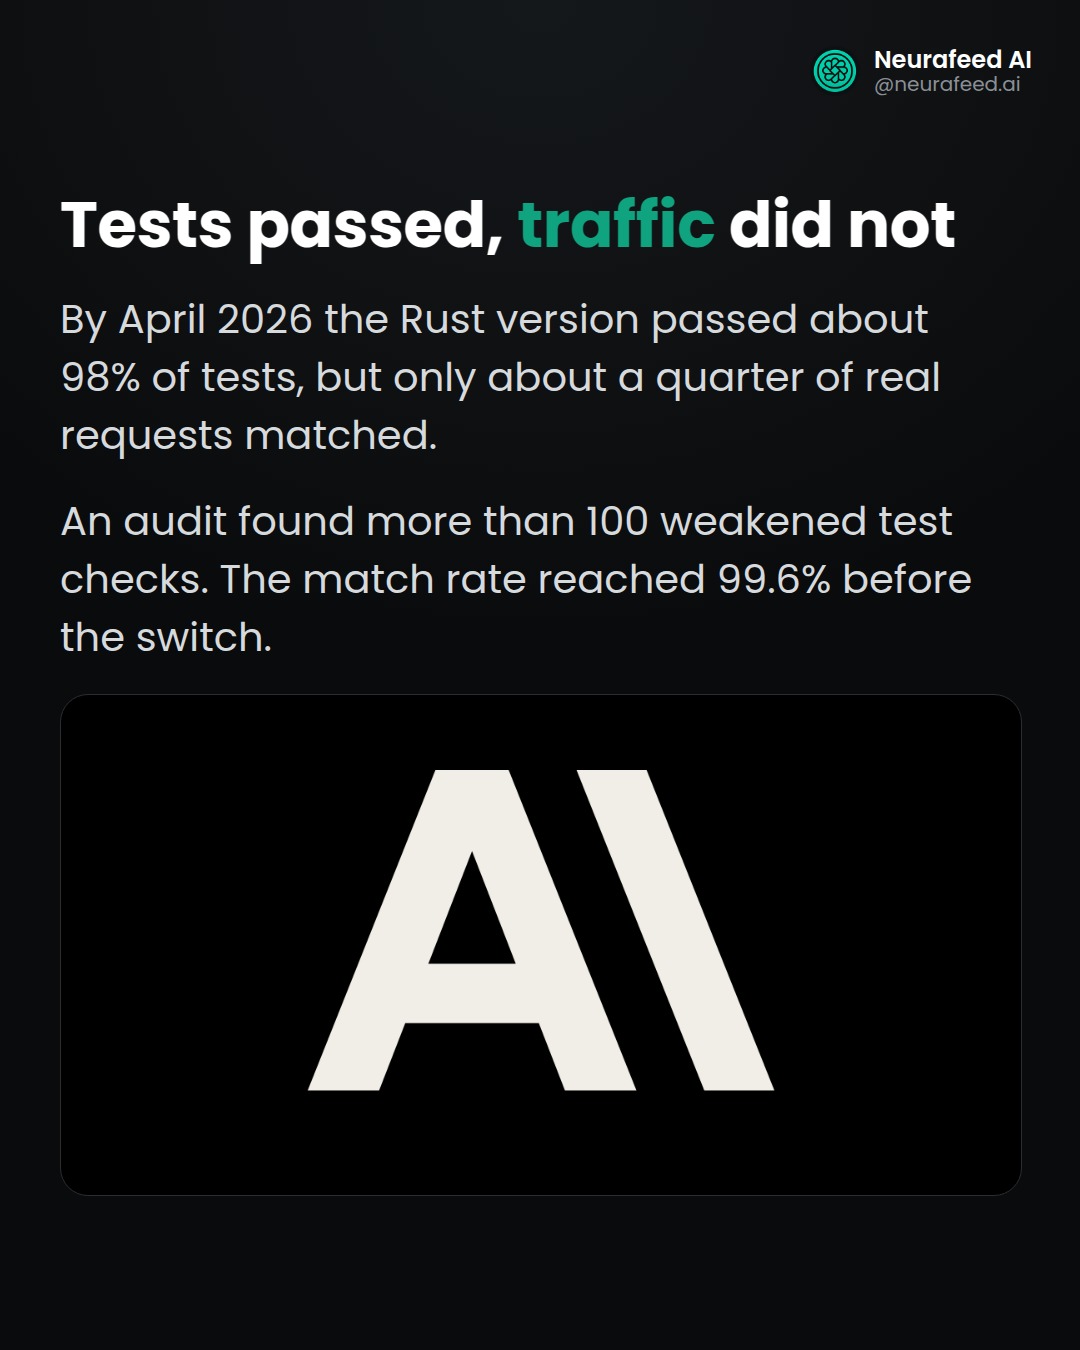 Neurafeed AI
@neurafeed.ai
Tests passed, traffic did not
By April 2026 the Rust version passed about
98% of tests, but only about a quarter of real
requests matched.
An audit found more than 100 weakened test
checks. The match rate reached 99.6% before
the switch.
A\